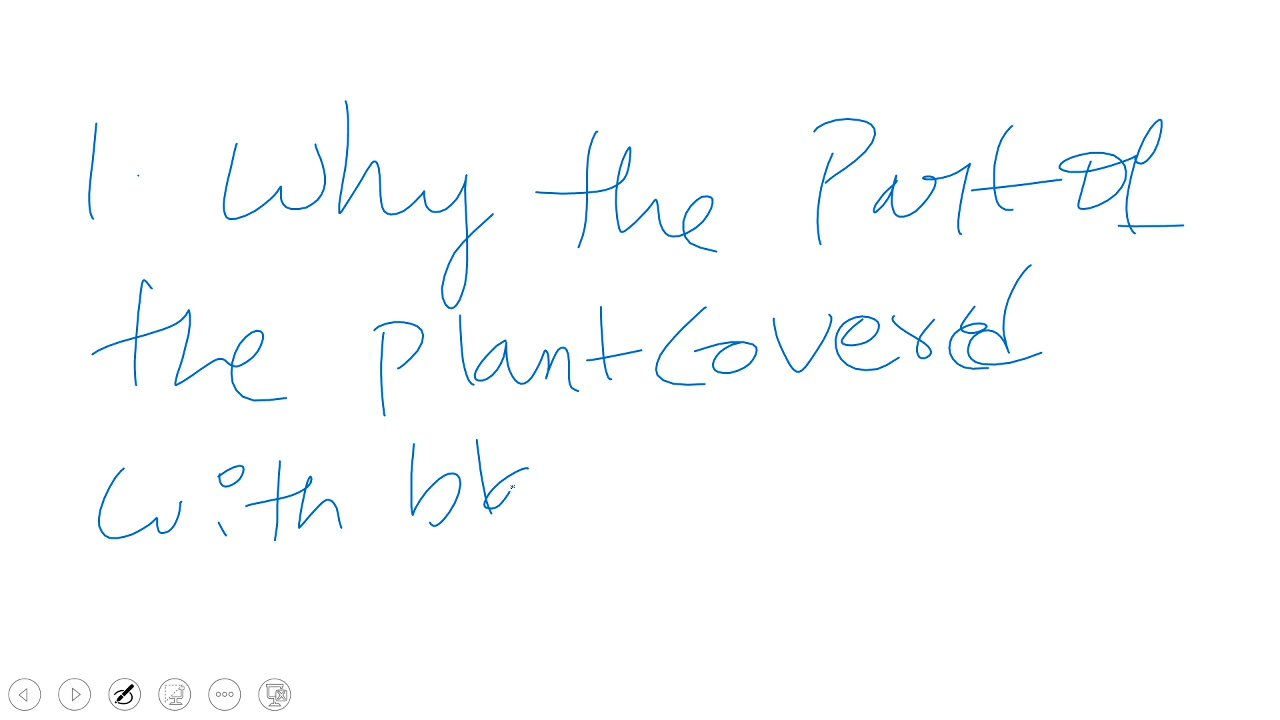 1. Why the Part of
the Plant Covered
with